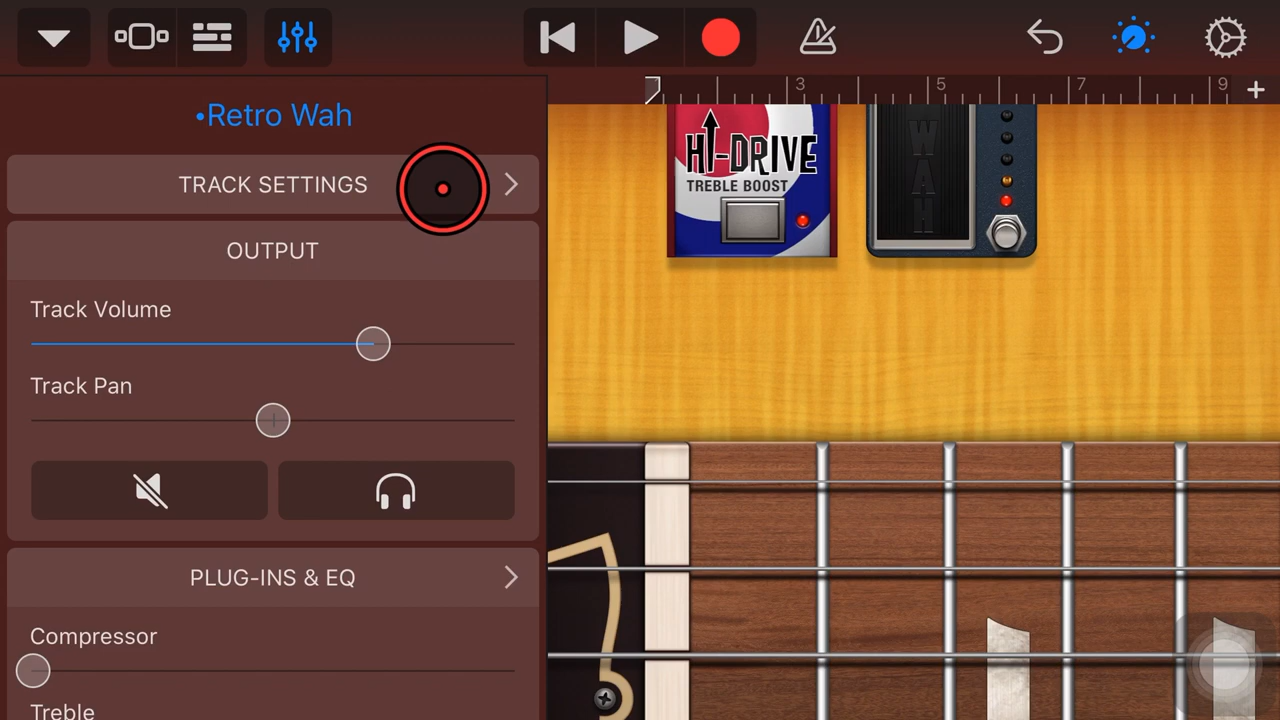 •Retro Wah
TRACK SETTINGS
OUTPUT
Track Volume
Track Pan
PLUG-INS & EQ
Compressor
Treble
3 5 7 9 +
HI-DRIVE
TREBLE BOOST
WAH